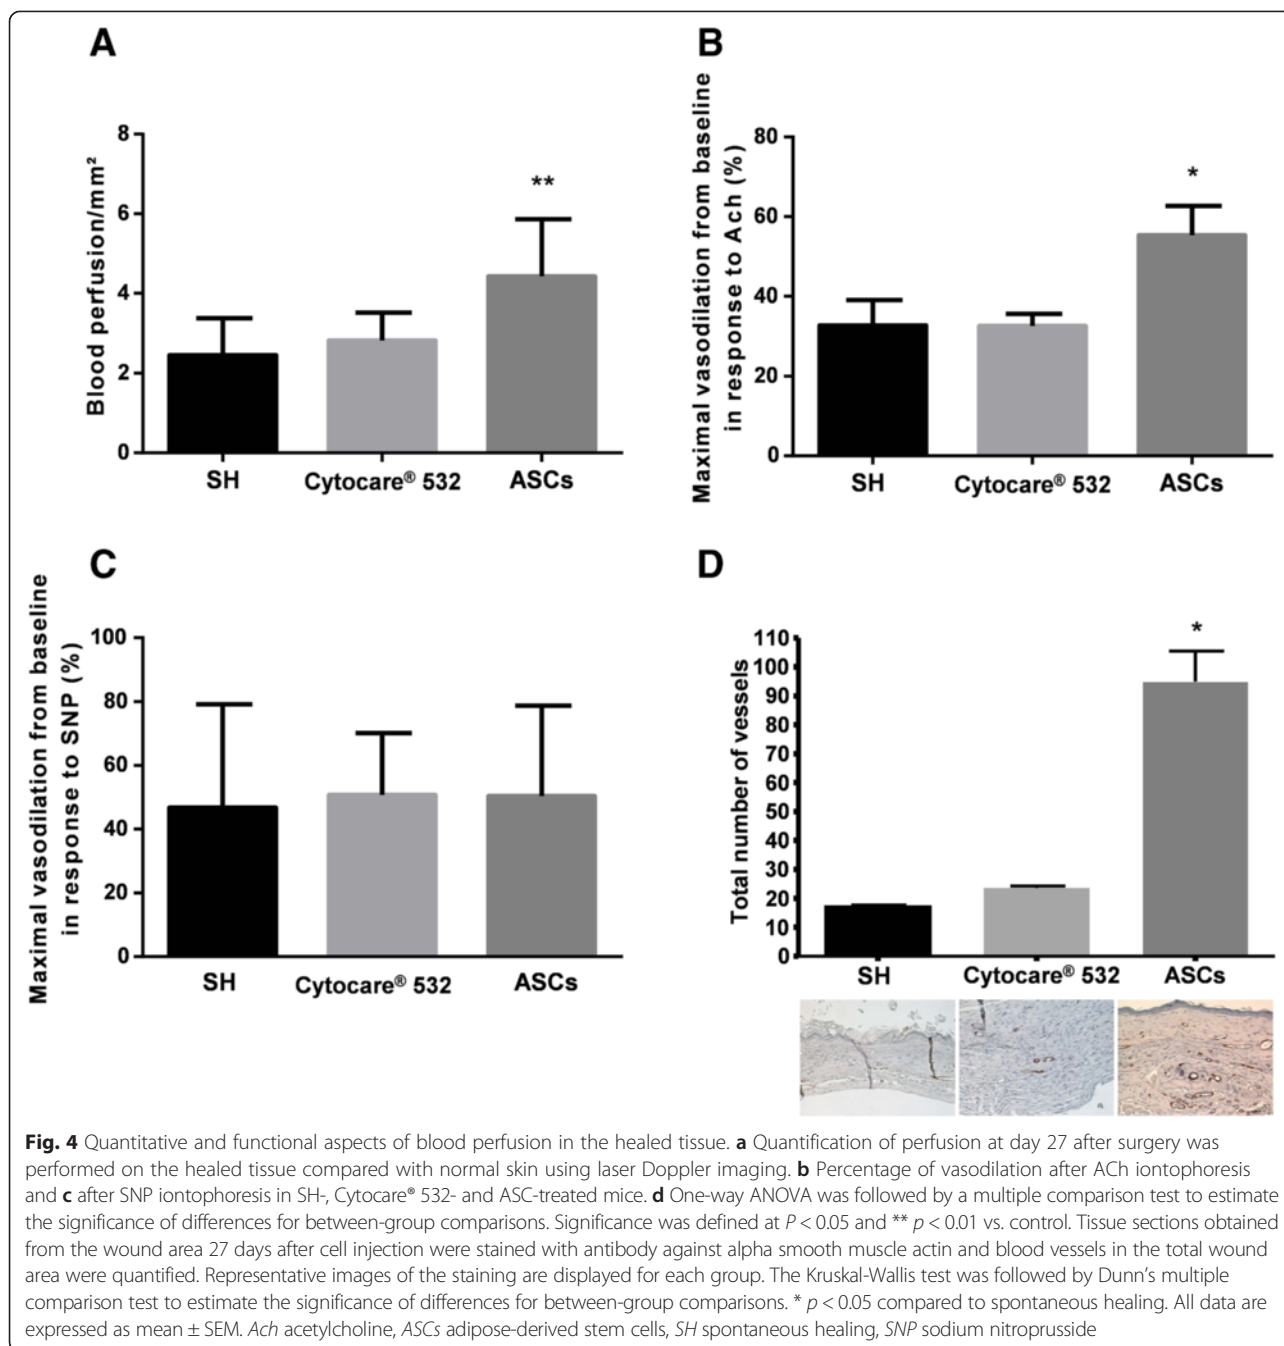 A
Blood perfusion/mm²
8
6
4
2
0
**
SH
Cytocare® 532
ASCs
B
Maximal vasodilation from baseline
in response to Ach (%)
80
60
40
20
0
*
SH
Cytocare® 532
ASCs
C
Maximal vasodilation from baseline
in response to SNP (%)
100
80
60
40
20
0
SH
Cytocare® 532
ASCs
D
Total number of vessels
110
100
90
80
70
60
50
40
30
20
10
0
*
SH
Cytocare® 532
ASCs
Fig. 4 Quantitative and functional aspects of blood perfusion in the healed tissue. a Quantification of perfusion at day 27 after surgery was
performed on the healed tissue compared with normal skin using laser Doppler imaging. b Percentage of vasodilation after ACh iontophoresis
and c after SNP iontophoresis in SH-, Cytocare® 532- and ASC-treated mice. d One-way ANOVA was followed by a multiple comparison test to estimate
the significance of differences for between-group comparisons. Significance was defined at P < 0.05 and ** p < 0.01 vs. control. Tissue sections obtained
from the wound area 27 days after cell injection were stained with antibody against alpha smooth muscle actin and blood vessels in the total wound
area were quantified. Representative images of the staining are displayed for each group. The Kruskal-Wallis test was followed by Dunn's multiple
comparison test to estimate the significance of differences for between-group comparisons. * p < 0.05 compared to spontaneous healing. All data are
expressed as mean ± SEM. Ach acetylcholine, ASCs adipose-derived stem cells, SH spontaneous healing, SNP sodium nitroprusside